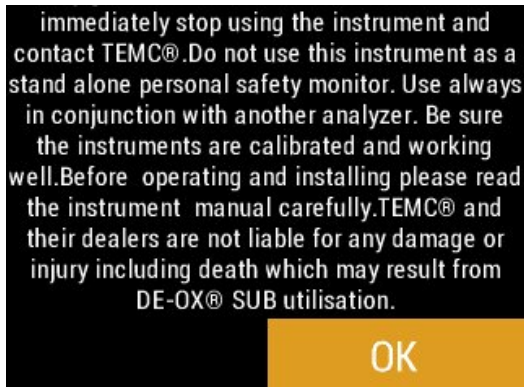 immediately stop using the instrument and
contact TEMC®.Do not use this instrument as a
stand alone personal safety monitor. Use always
in conjunction with another analyzer. Be sure
the instruments are calibrated and working
well.Before operating and installing please read
the instrument manual carefully.TEMC® and
their dealers are not liable for any damage or
injury including death which may result from
DE-OX® SUB utilisation.
OK